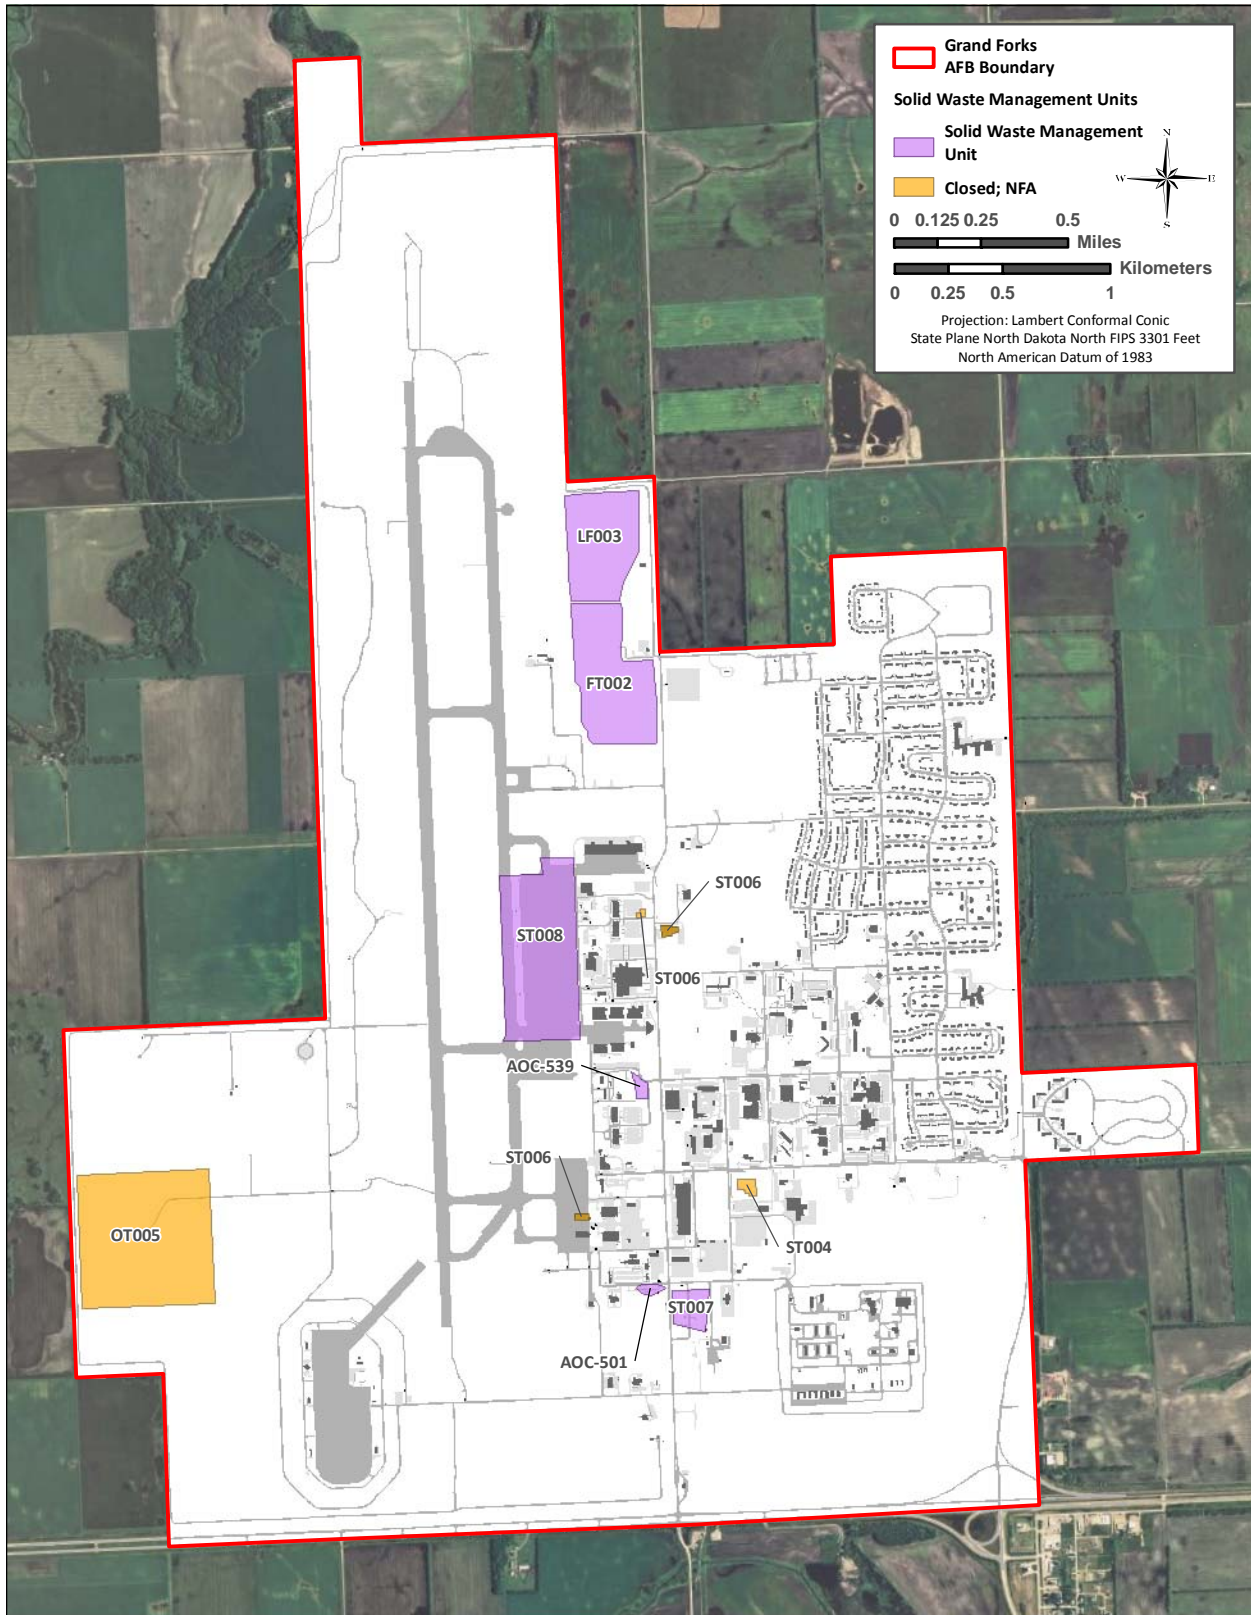 Grand Forks
AFB Boundary
Solid Waste Management Units
Solid Waste Management
Unit
Closed; NFA
N
W E
S
0 0.125 0.25 0.5
Miles
Kilometers
0 0.25 0.5 1
Projection: Lambert Conformal Conic
State Plane North Dakota North FIPS 3301 Feet
North American Datum of 1983
LF003
FT002
ST006
ST008
ST006
AOC-539
ST006
OT005
ST004
ST007
AOC-501